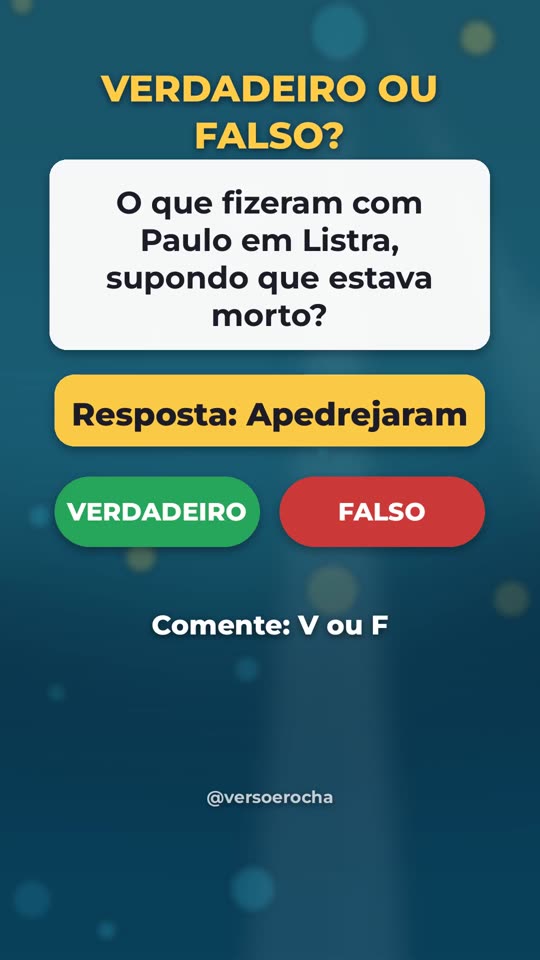 VERDADEIRO OU
FALSO?
O que fizeram com
Paulo em Listra,
supondo que estava
morto?
Resposta: Apedrejaram
VERDADEIRO
FALSO
Comente: V ou F
@versoerocha